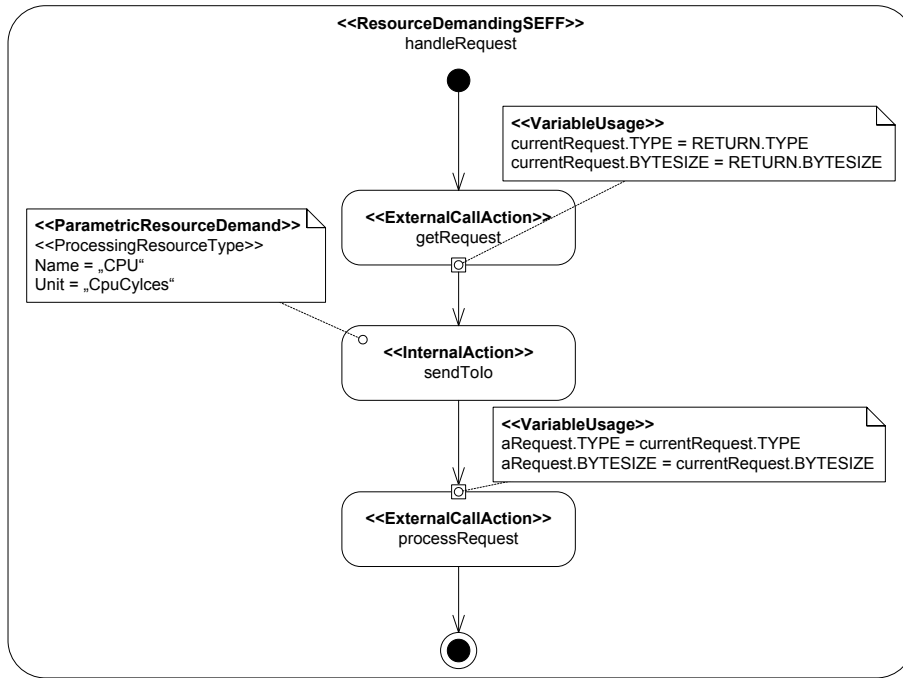 <<ResourceDemandingSEFF>>
handleRequest
<<VariableUsage>>
currentRequest.TYPE = RETURN.TYPE
currentRequest.BYTESIZE = RETURN.BYTESIZE
<<ExternalCallAction>>
getRequest
<<ParametricResourceDemand>>
<<ProcessingResourceType>>
Name = „CPU“
Unit = „CpuCylces“
<<InternalAction>>
sendToIo
<<VariableUsage>>
aRequest.TYPE = currentRequest.TYPE
aRequest.BYTESIZE = currentRequest.BYTESIZE
<<ExternalCallAction>>
processRequest